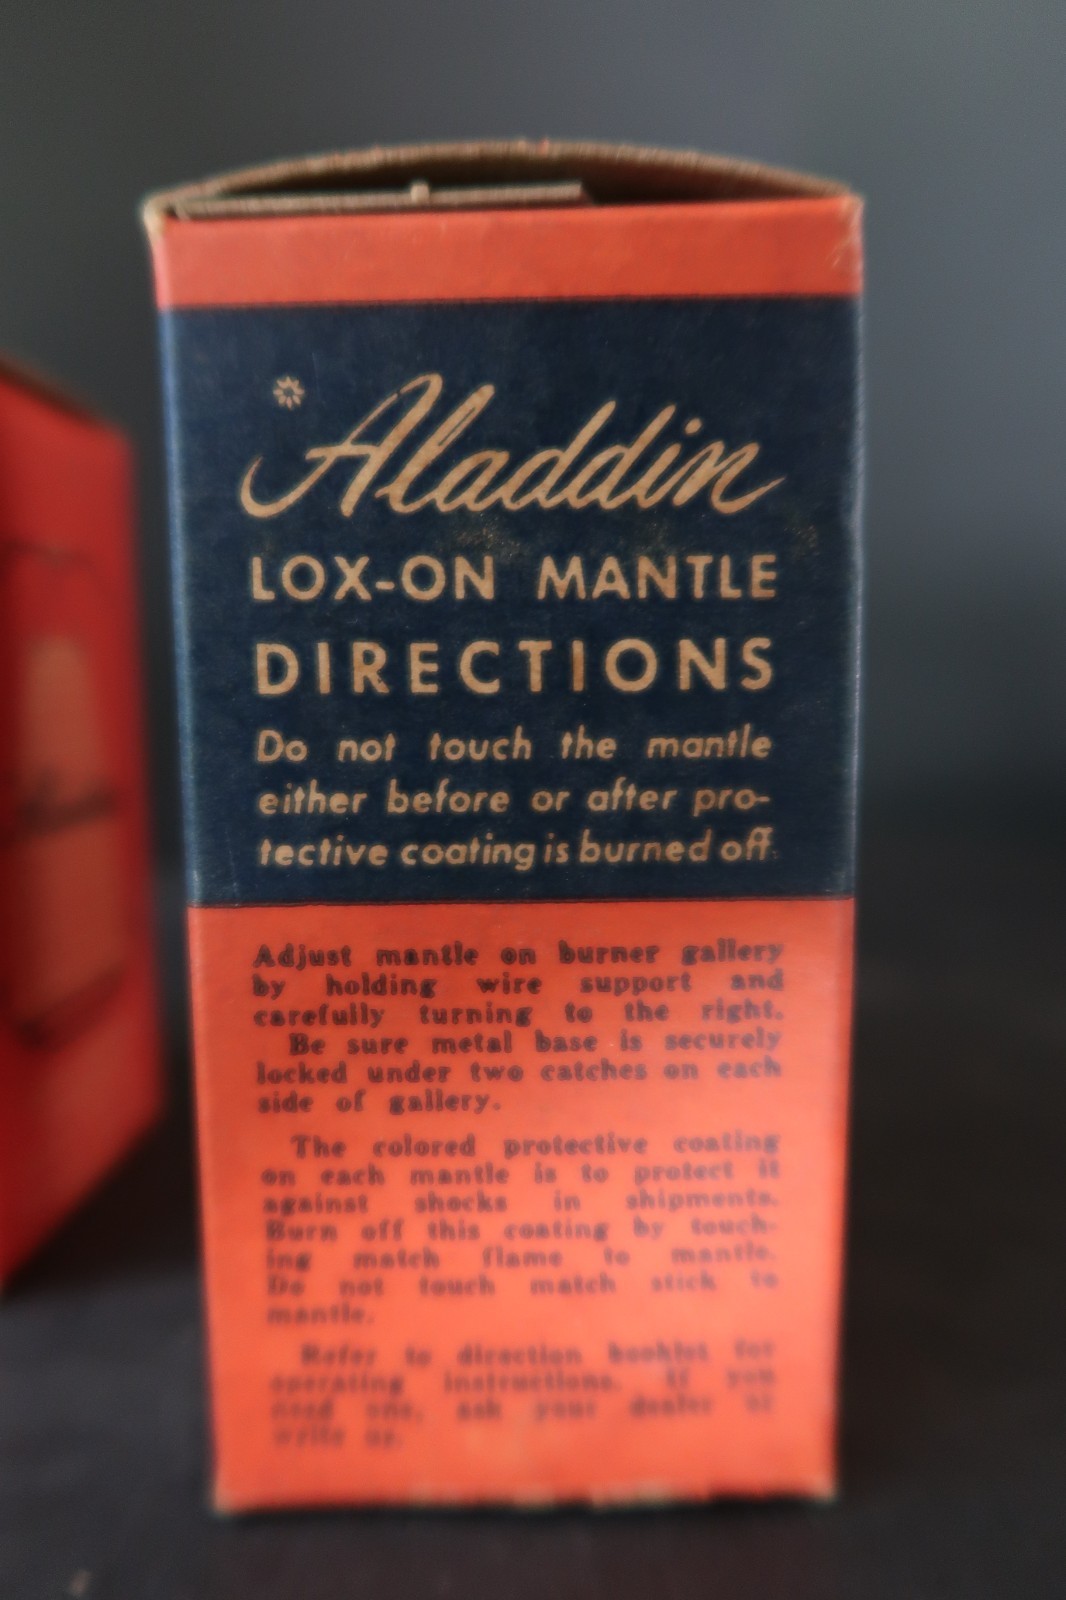 *Aladdin
LOX-ON MANTLE
DIRECTIONS
Do not touch the mantle
either before or after pro-
tective coating is burned off.
Adjust mantle on burner gallery
by holding wire support and
carefully turning to the right.
Be sure metal base is securely
locked under two catches on each
side of gallery.
The colored protective coating
on each mantle is to protect it
against shocks in shipments.
Burn off this coating by touch-
ing match flame to mantle.
Do not touch match stick to
mantle.
Refer to direction booklet for
operating instructions. If you
need one, ask your dealer or
write us.